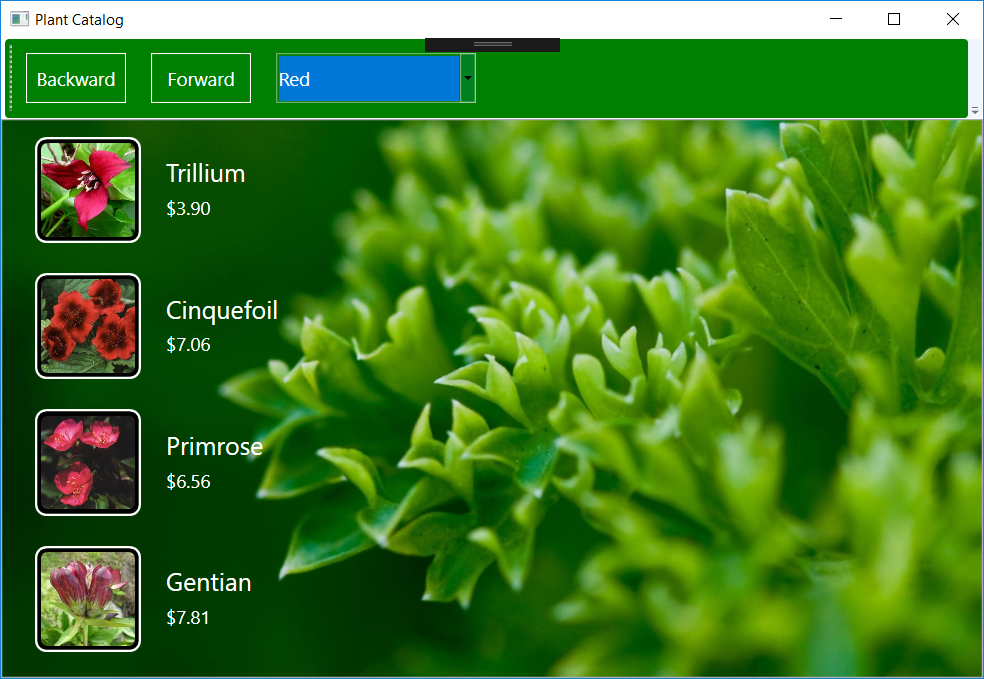 Plant Catalog
Backward
Forward
Red
Trillium
$3.90
Cinquefoil
$7.06
Primrose
$6.56
Gentian
$7.81